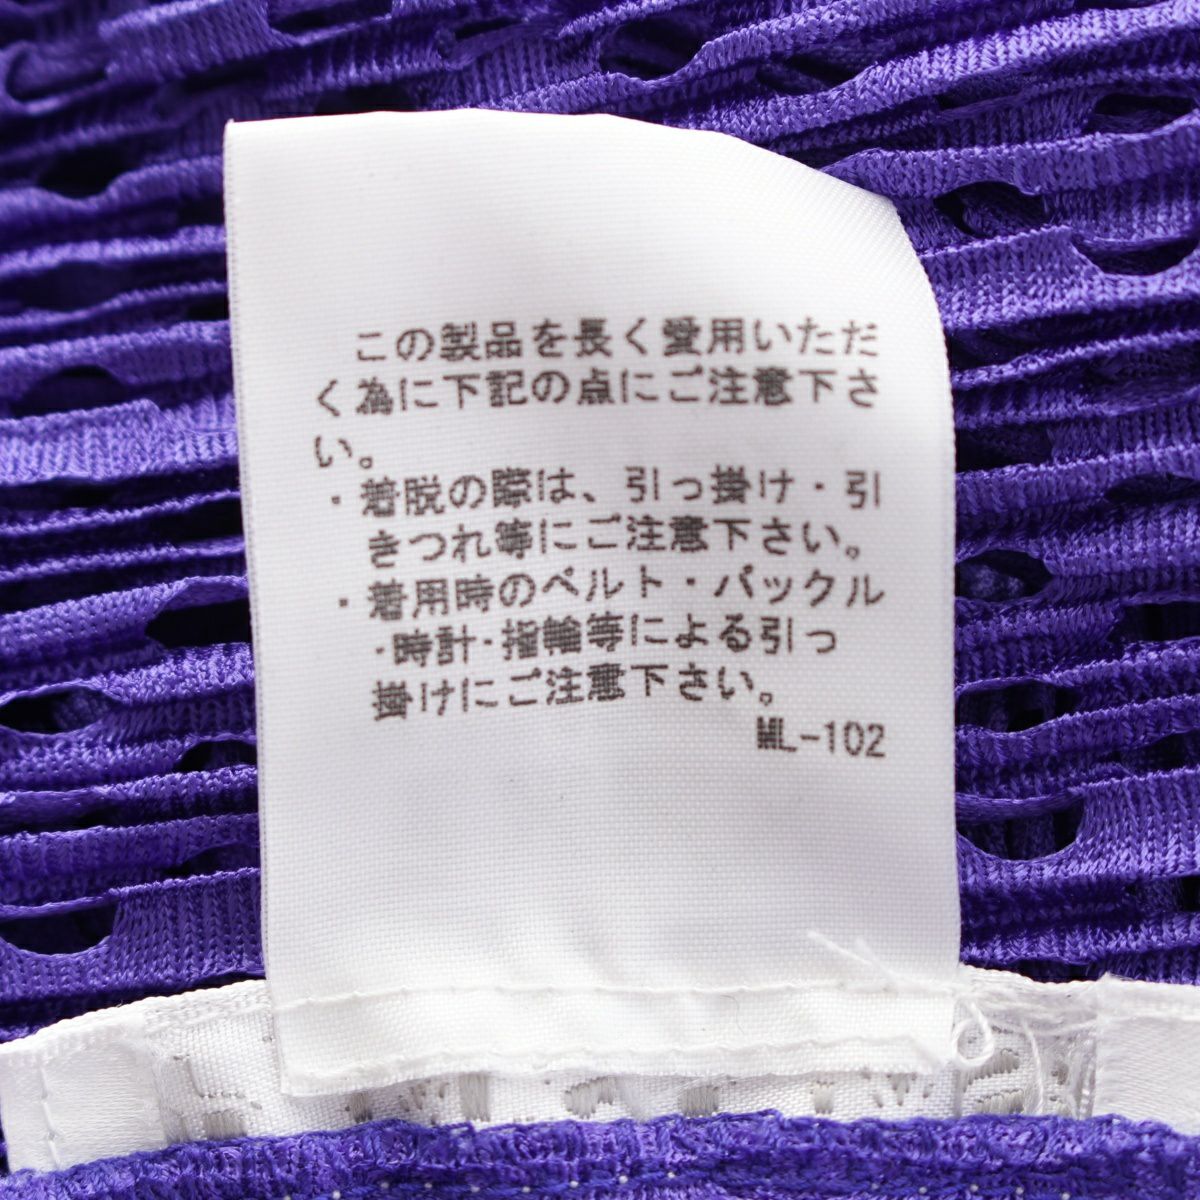 この製品を長く愛用いただ
く為に下記の点にご注意下さ
い。
・着脱の際は、引っ掛け・引
きつれ等にご注意下さい。
・着用時のベルト・バックル
・時計・指輪等による引っ
掛けにご注意下さい。
ML-102